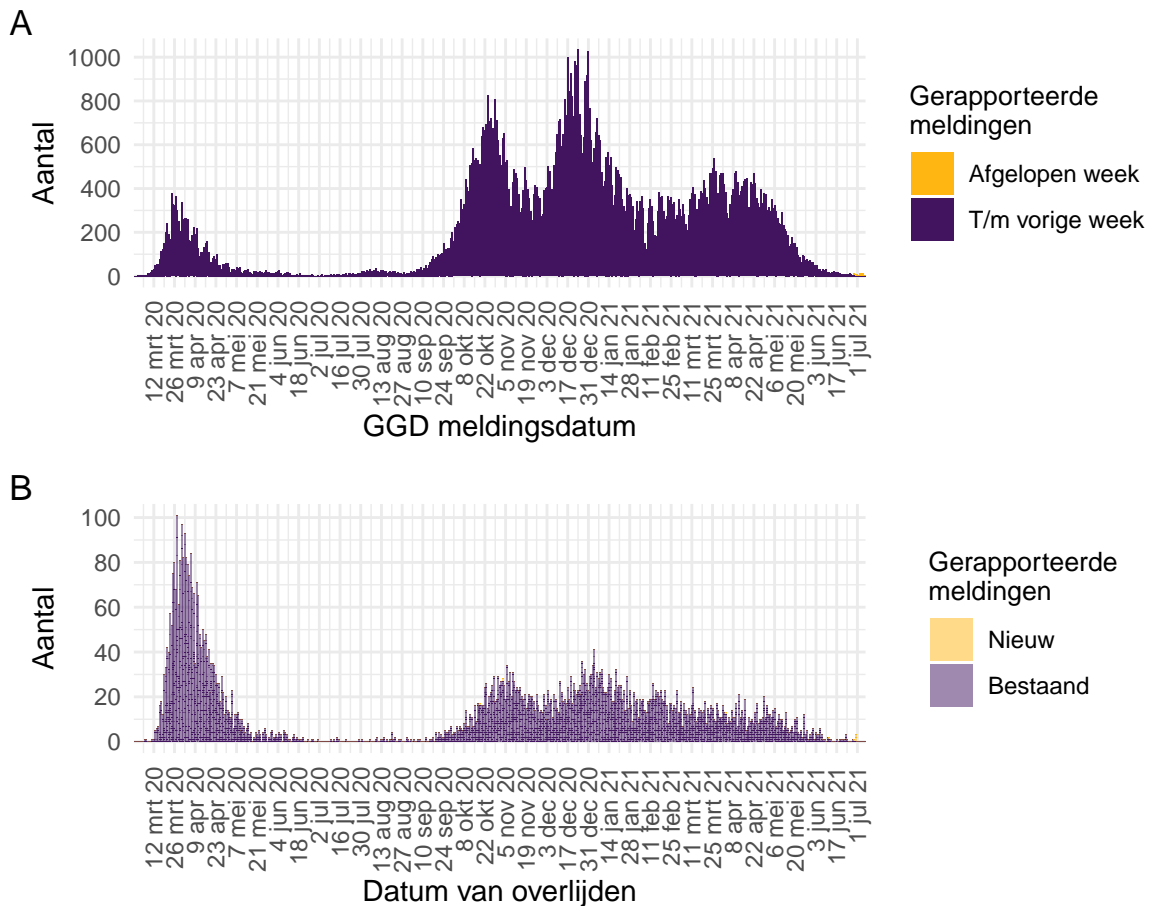 A
Aantal
1000
800
600
400
200
0
12 mrt 20
26 mrt 20
9 apr 20
23 apr 20
7 mei 20
21 mei 20
4 jun 20
18 jun 20
2 jul 20
16 jul 20
30 jul 20
13 aug 20
27 aug 20
10 sep 20
24 sep 20
8 okt 20
22 okt 20
5 nov 20
19 nov 20
3 dec 20
17 dec 20
31 dec 20
14 jan 21
28 jan 21
11 feb 21
25 feb 21
11 mrt 21
25 mrt 21
8 apr 21
22 apr 21
6 mei 21
20 mei 21
3 jun 21
17 jun 21
1 jul 21
GGD meldingsdatum
Gerapporteerde
meldingen
Afgelopen week
T/m vorige week
B
Aantal
100
80
60
40
20
0
12 mrt 20
26 mrt 20
9 apr 20
23 apr 20
7 mei 20
21 mei 20
4 jun 20
18 jun 20
2 jul 20
16 jul 20
30 jul 20
13 aug 20
27 aug 20
10 sep 20
24 sep 20
8 okt 20
22 okt 20
5 nov 20
19 nov 20
3 dec 20
17 dec 20
31 dec 20
14 jan 21
28 jan 21
11 feb 21
25 feb 21
11 mrt 21
25 mrt 21
8 apr 21
22 apr 21
6 mei 21
20 mei 21
3 jun 21
17 jun 21
1 jul 21
Datum van overlijden
Gerapporteerde
meldingen
Nieuw
Bestaand